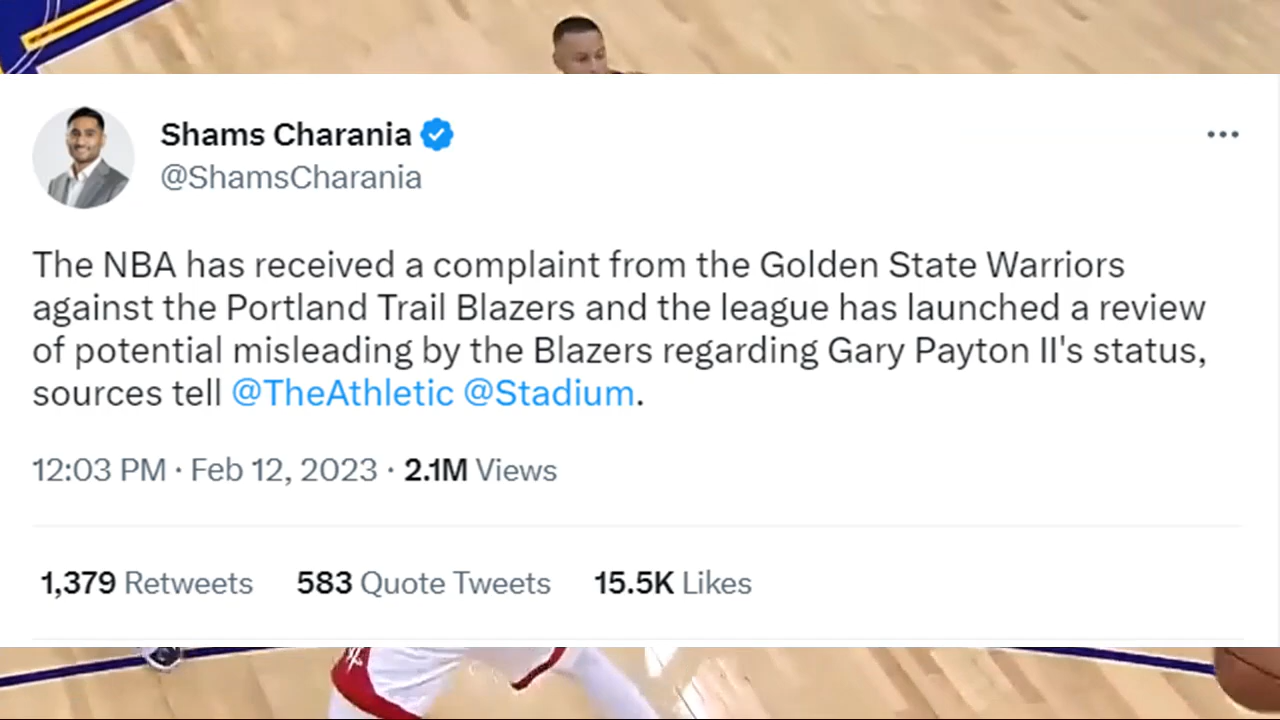 Shams Charania
@ShamsCharania
The NBA has received a complaint from the Golden State Warriors
against the Portland Trail Blazers and the league has launched a review
of potential misleading by the Blazers regarding Gary Payton II's status,
sources tell @TheAthletic @Stadium.
12:03 PM · Feb 12, 2023 · 2.1M Views
1,379 Retweets 583 Quote Tweets 15.5K Likes